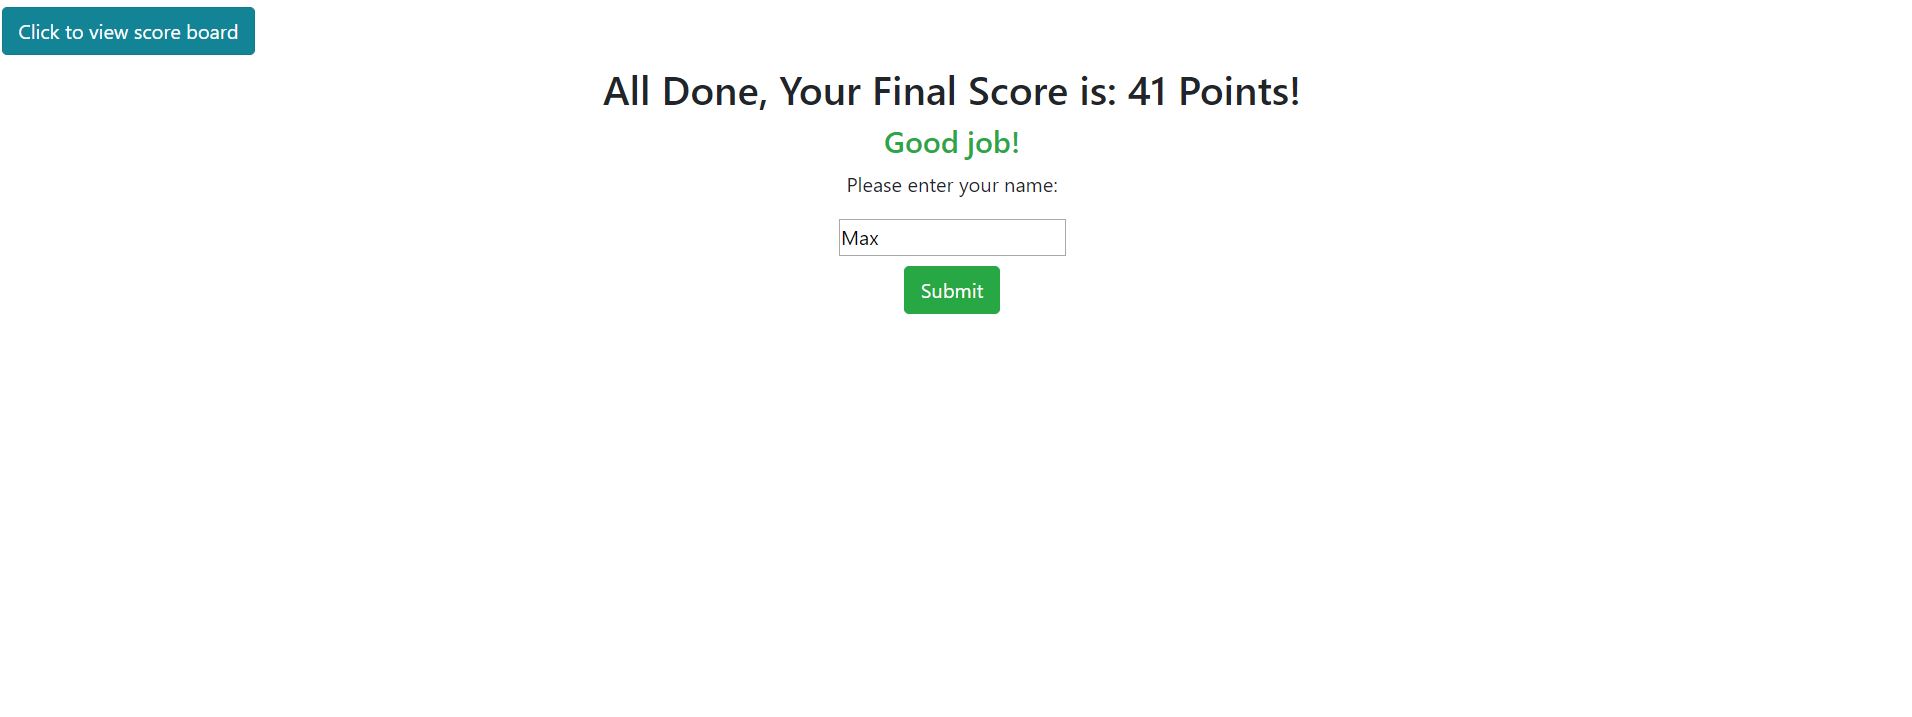 Click to view score board
All Done, Your Final Score is: 41 Points!
Good job!
Please enter your name:
Max
Submit